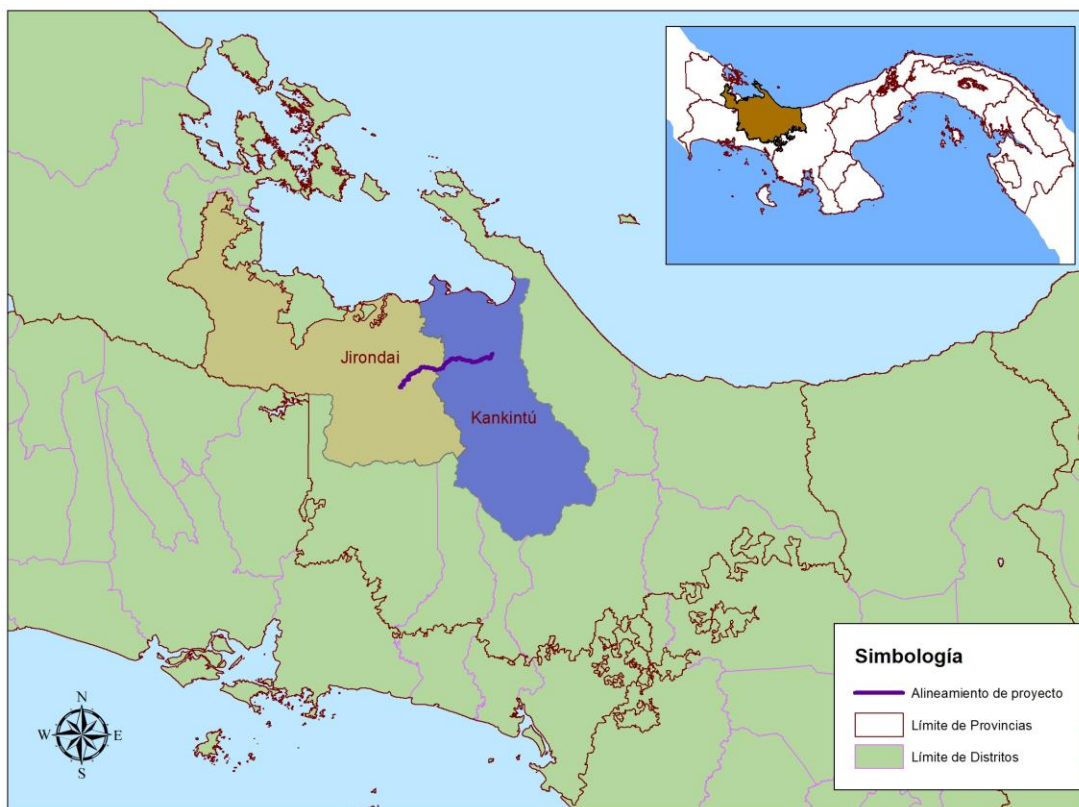 Jirondai
Kankintú
N
W E
S
Simbología
Alineamiento de proyecto
Límite de Provincias
Límite de Distritos